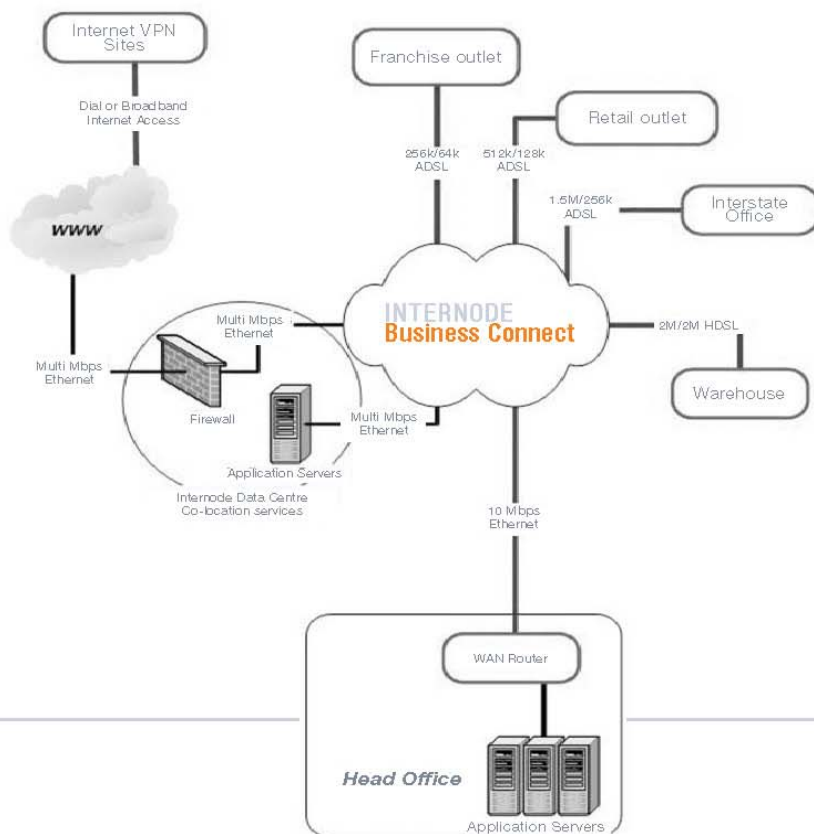 Internet VPN
Sites
Dial or Broadband
Internet Access
www
Franchise outlet
Retail outlet
256k/64k
ADSL
512k/128k
ADSL
1.5M/256k
ADSL
Interstate
Office
INTERNODE
Business Connect
2M/2M HDSL
Warehouse
Multi Mbps
Ethernet
Multi Mbps
Ethernet
Firewall
Multi Mbps
Ethernet
Application Servers
Internode Data Centre
Co-location services
10 Mbps
Ethernet
WAN Router
Head Office
Application Servers